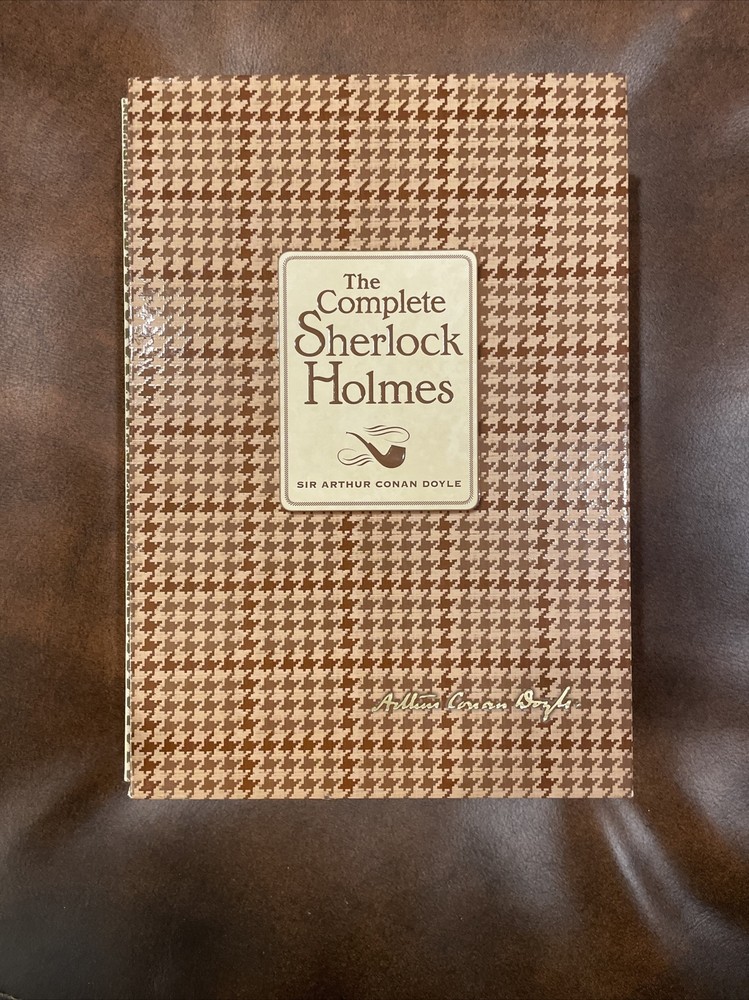 The
Complete
Sherlock
Holmes
SIR ARTHUR CONAN DOYLE
Arthur Conan Doyle